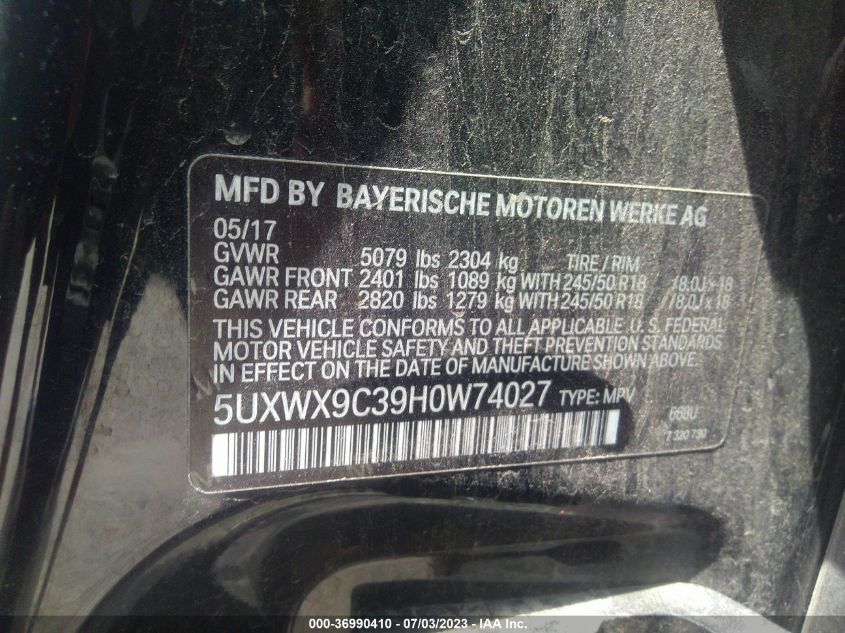 MFD BY BAYERISCHE MOTOREN WERKE AG
05/17
GVWR 5079 lbs 2304 kg TIRE / RIM
GAWR FRONT 2401 lbs 1089 kg WITH 245/50 R18 18.0J x 18
GAWR REAR 2820 lbs 1279 kg WITH 245/50 R18 /8.0J x 18
THIS VEHICLE CONFORMS TO ALL APPLICABLE U. S. FEDERAL
MOTOR VEHICLE SAFETY AND THEFT PREVENTION STANDARDS
IN EFFECT ON THE DATE OF MANUFACTURE SHOWN ABOVE.
5UXWX9C39H0W74027 TYPE: MPV
7320730
000-36990410 - 07/03/2023 - IAAI Inc.